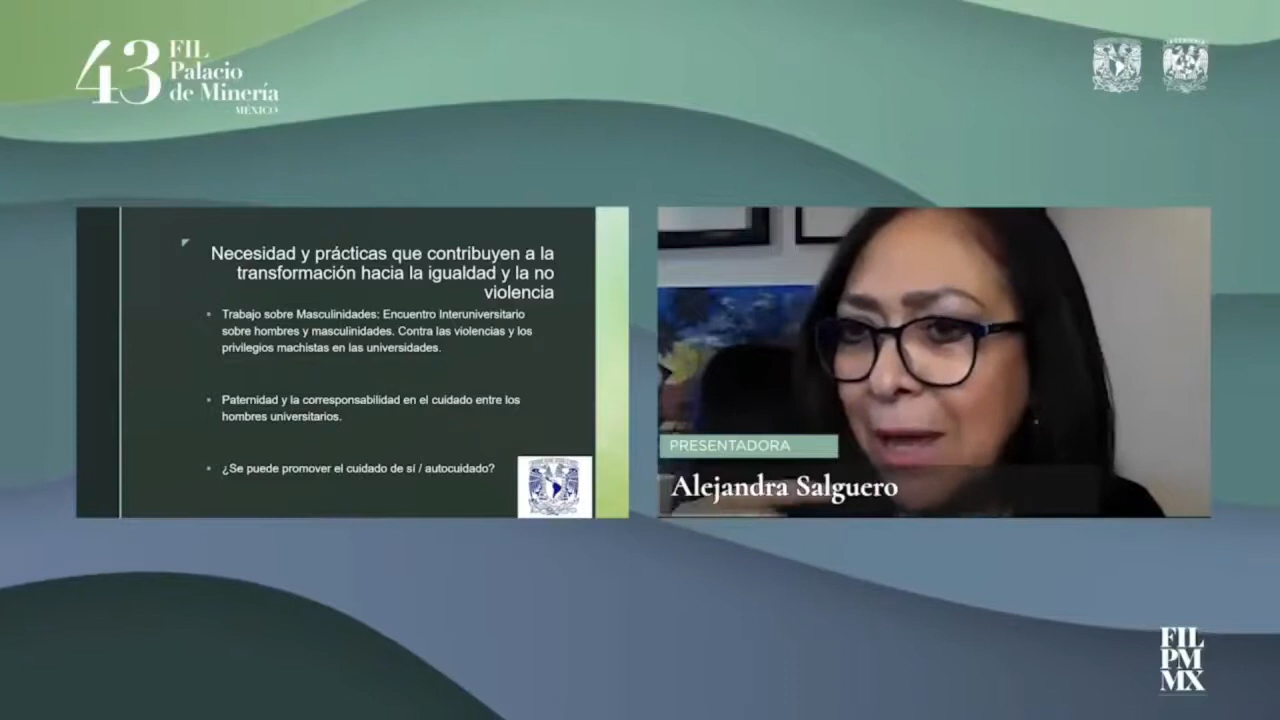 43 FIL
Palacio
de Minería
MÉXICO
Necesidad y prácticas que contribuyen a la
transformación hacia la igualdad y la no
violencia
Trabajo sobre Masculinidades: Encuentro Interuniversitario
sobre hombres y masculinidades. Contra las violencias y los
privilegios machistas en las universidades.
Paternidad y la corresponsabilidad en el cuidado entre los
hombres universitarios.
¿Se puede promover el cuidado de sí / autocuidado?
PRESENTADORA
Alejandra Salguero
FIL
PM
MX